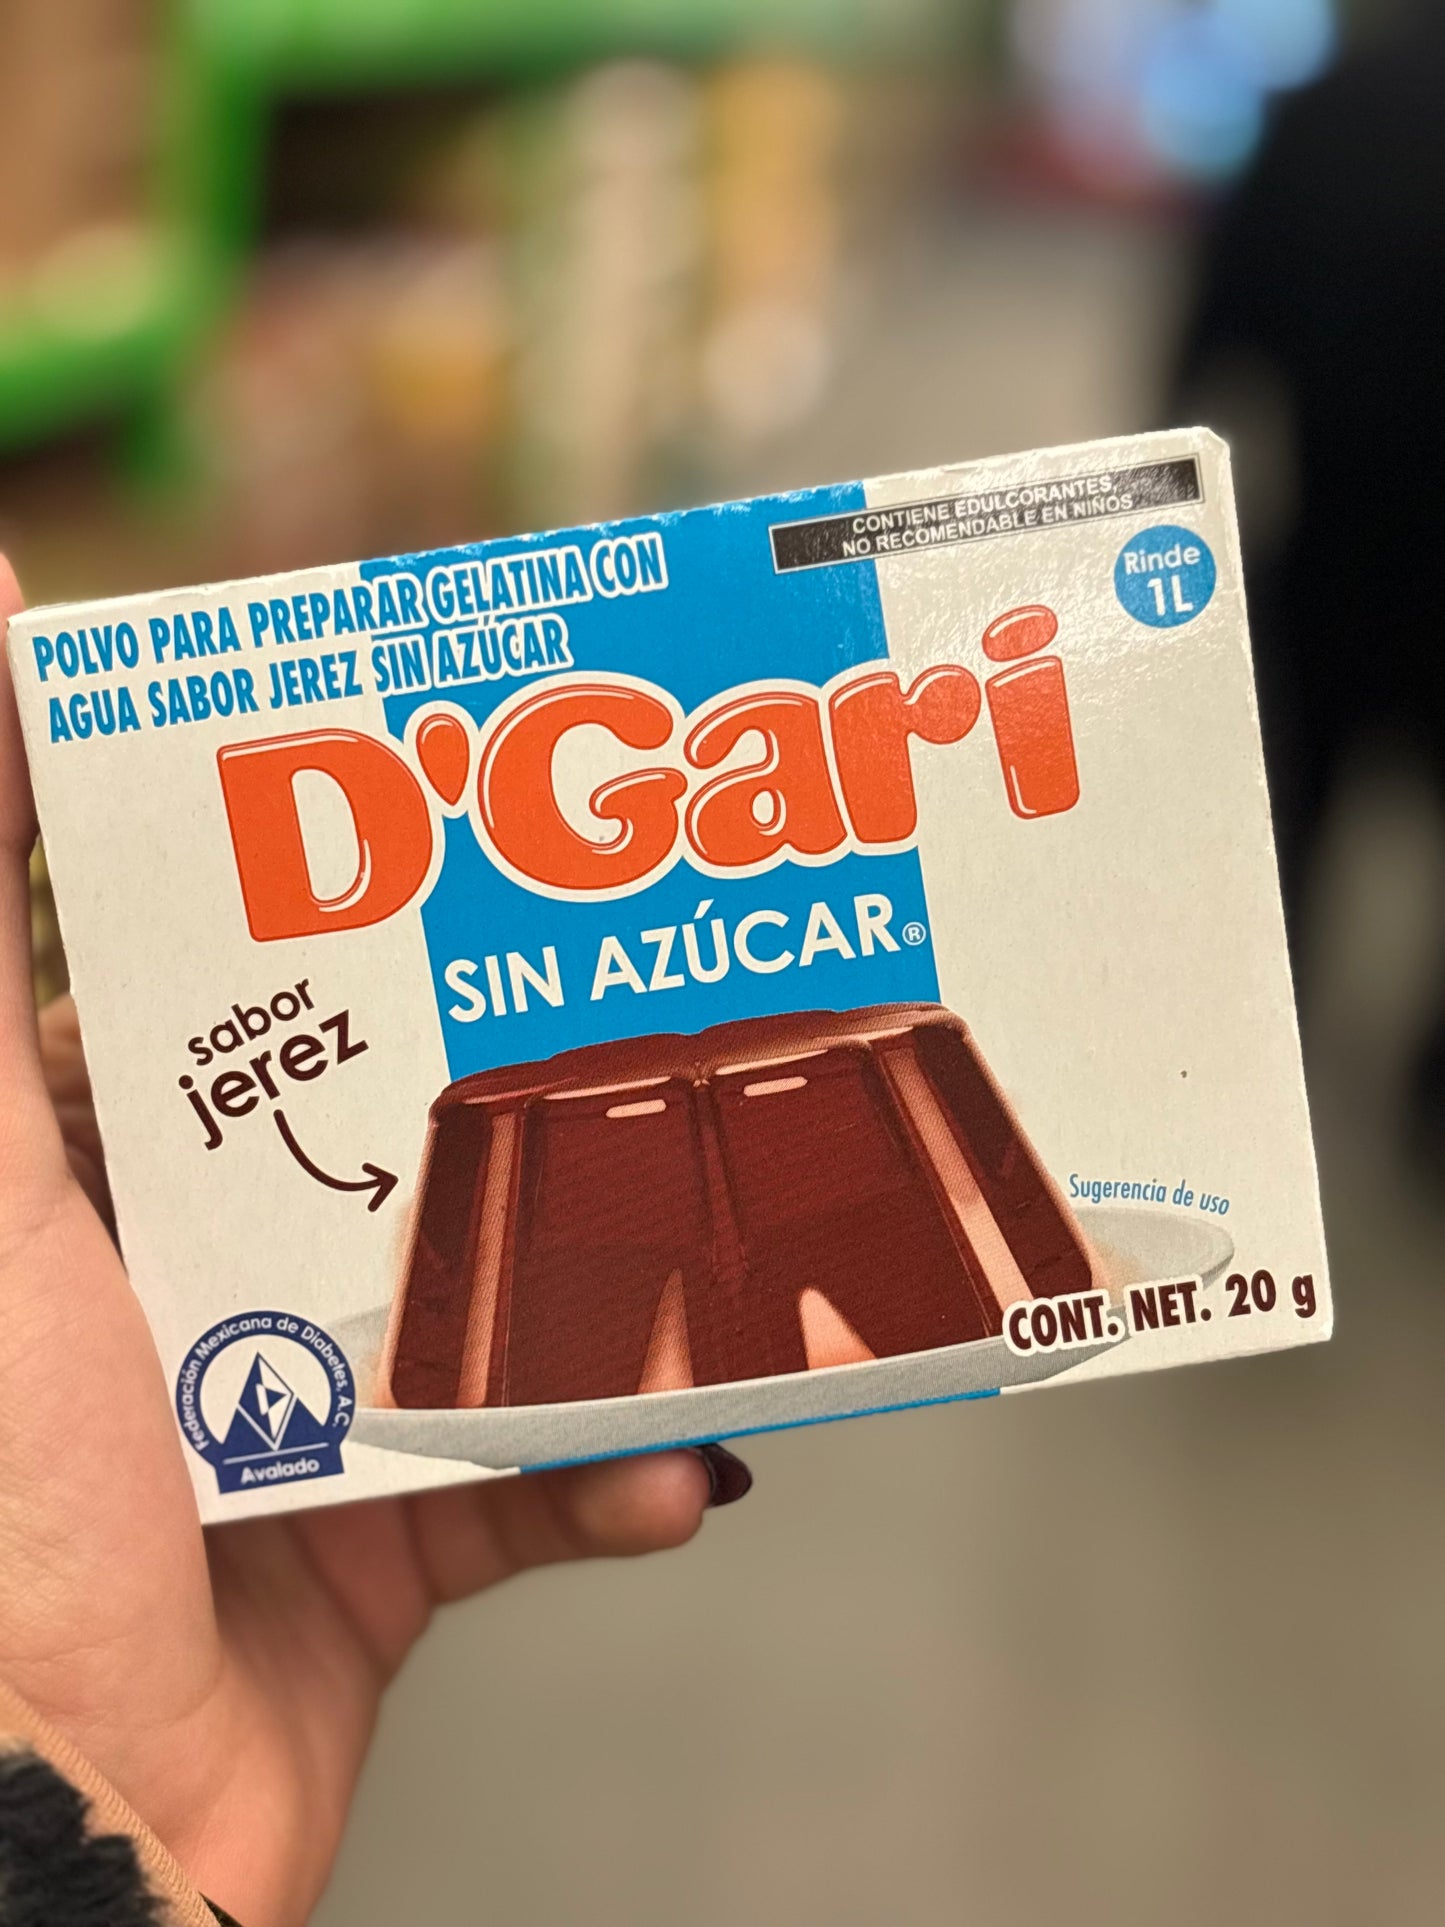 CONTIENE EDULCORANTES,
NO RECOMENDABLE EN NIÑOS
POLVO PARA PREPARAR GELATINA CON
AGUA SABOR JEREZ SIN AZÚCAR
Rinde
1L
D'Gari
SIN AZÚCAR®
sabor
jerez
Sugerencia de uso
CONT. NET. 20 g
Federación Mexicana de Diabetes, A.C.
Avalado